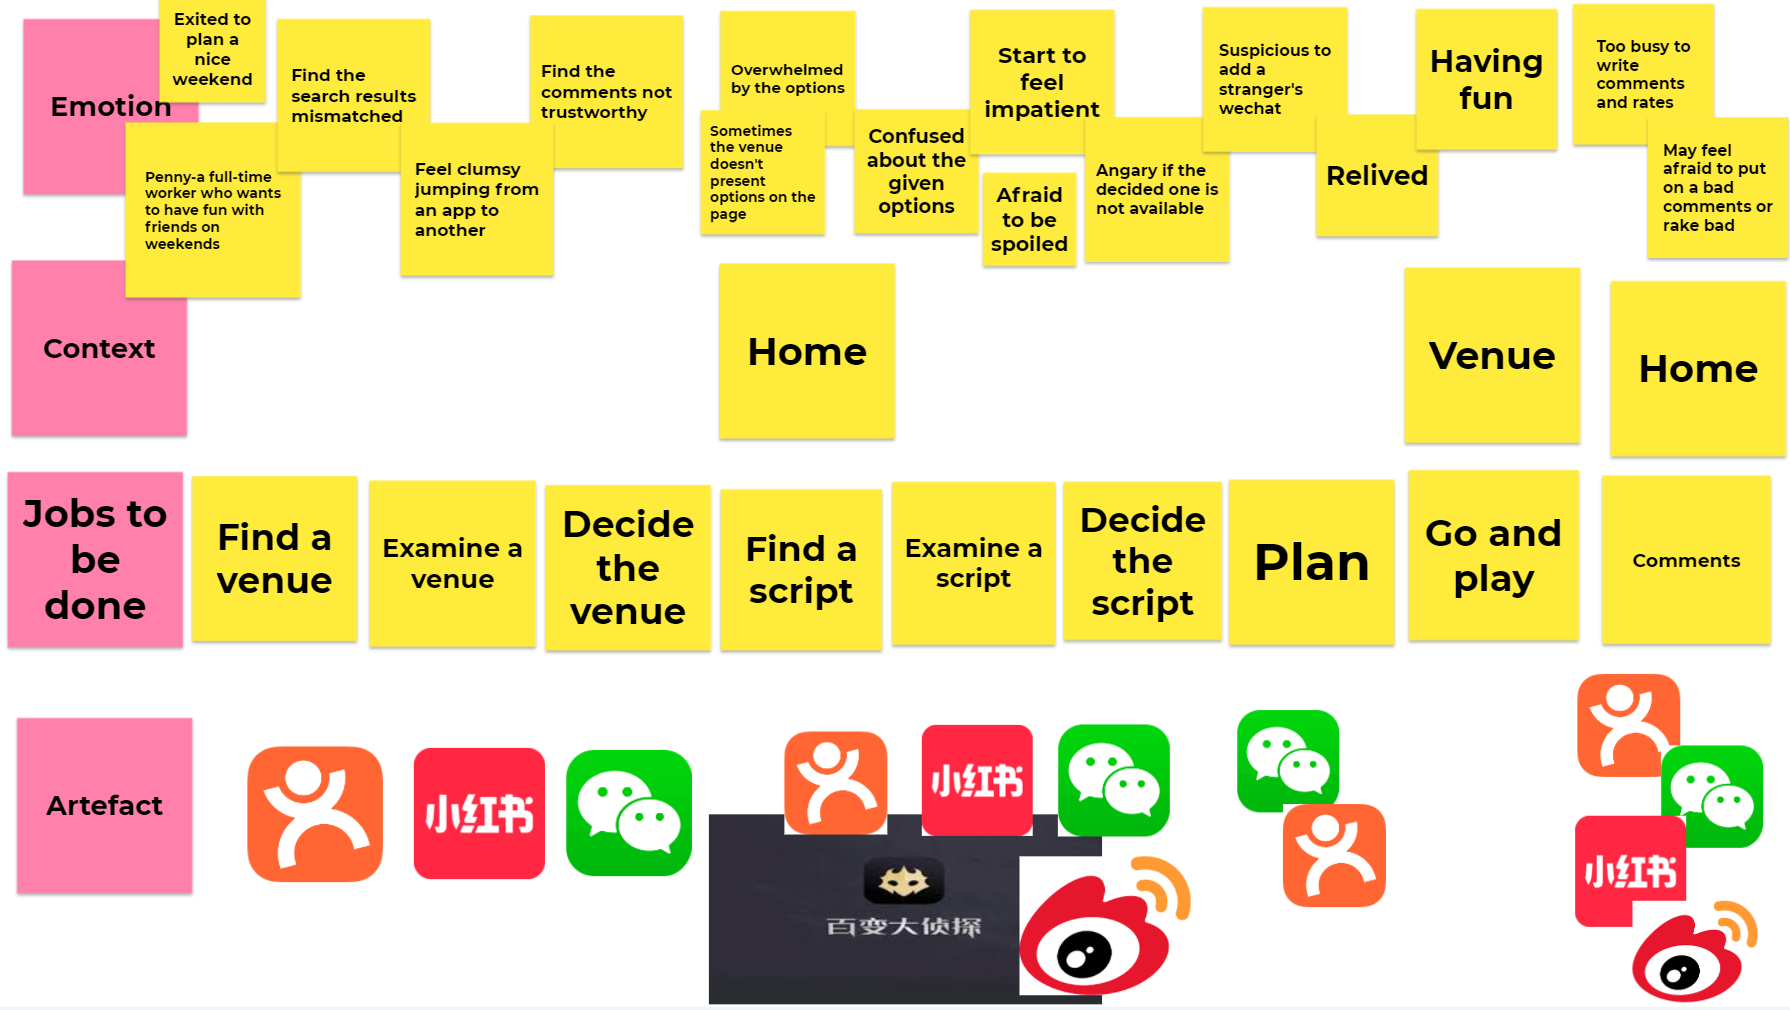 Emotion
Exited to
plan a
nice
weekend
Penny-a full-time
worker who wants
to have fun with
friends on
weekends
Find the
search results
mismatched
Feel clumsy
jumping from
an app to
another
Find the
comments not
trustworthy
Overwhelmed
by the options
Sometimes
the venue
doesn't
present
options on the
page
Confused
about the
given
options
Start to
feel
impatient
Afraid
to be
spoiled
Angary if the
decided one is
not available
Suspicious to
add a
stranger's
wechat
Relived
Having
fun
Too busy to
write
comments
and rates
May feel
afraid to put
on a bad
comments or
rake bad
Context
Home
Venue
Home
Jobs to
be
done
Find a
venue
Examine a
venue
Decide
the
venue
Find a
script
Examine a
script
Decide
the
script
Plan
Go and
play
Comments
Artefact
小红书
小红书
百变大侦探
小红书